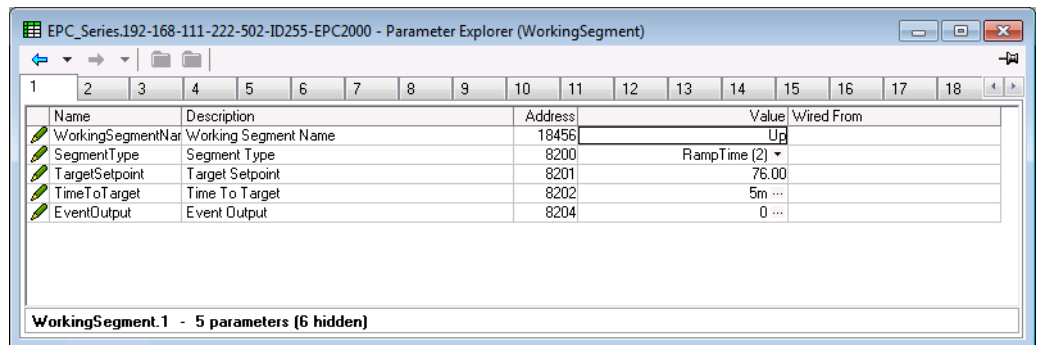 EPC_Series.192-168-111-222-502-ID255-EPC2000 - Parameter Explorer (WorkingSegment)
1 2 3 4 5 6 7 8 9 10 11 12 13 14 15 16 17 18
Name Description Address Value Wired From
WorkingSegmentNar Working Segment Name 18456 Up
SegmentType Segment Type 8200 RampTime (2)
TargetSetpoint Target Setpoint 8201 76.00
TimeToTarget Time To Target 8202 5m ...
EventOutput Event Output 8204 0 ...
WorkingSegment.1 - 5 parameters (6 hidden)